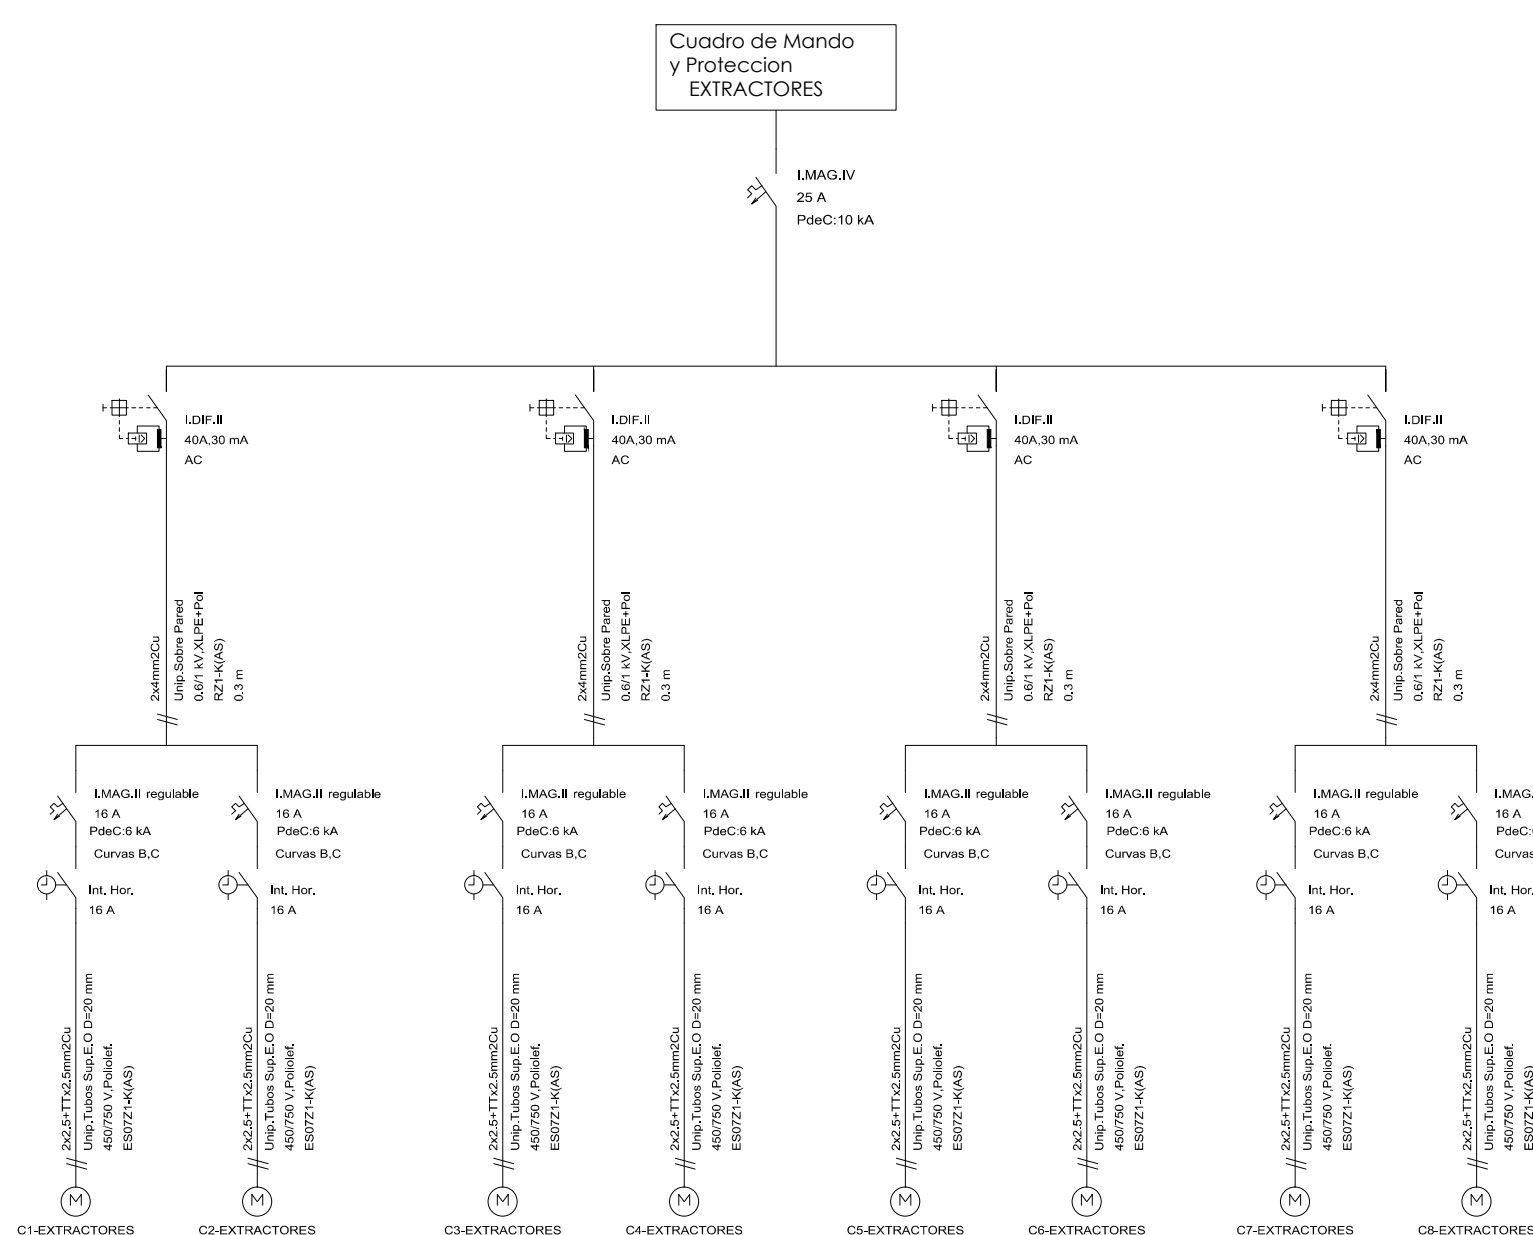 Cuadro de Mando
y Proteccion
EXTRACTORES
I.MAG.IV
25 A
PdeC:10 kA
I.DIF.II
40A,30 mA
AC
I.DIF.II
40A,30 mA
AC
I.DIF.II
40A,30 mA
AC
I.DIF.II
40A,30 mA
AC
2x4mm2Cu
Unip.Sobre Pared
0.6/1 kV,XLPE+Pol
RZ1-K(AS)
0.3 m
2x4mm2Cu
Unip.Sobre Pared
0.6/1 kV,XLPE+Pol
RZ1-K(AS)
0.3 m
2x4mm2Cu
Unip.Sobre Pared
0.6/1 kV,XLPE+Pol
RZ1-K(AS)
0.3 m
2x4mm2Cu
Unip.Sobre Pared
0.6/1 kV,XLPE+Pol
RZ1-K(AS)
0.3 m
I.MAG.II regulable
16 A
PdeC:6 kA
Curvas B,C
I.MAG.II regulable
16 A
PdeC:6 kA
Curvas B,C
I.MAG.II regulable
16 A
PdeC:6 kA
Curvas B,C
I.MAG.II regulable
16 A
PdeC:6 kA
Curvas B,C
I.MAG.II regulable
16 A
PdeC:6 kA
Curvas B,C
I.MAG.II regulable
16 A
PdeC:6 kA
Curvas B,C
I.MAG.II regulable
16 A
PdeC:6 kA
Curvas B,C
I.MAG.
16 A
PdeC:
Curvas
Int. Hor.
16 A
Int. Hor.
16 A
Int. Hor.
16 A
Int. Hor.
16 A
Int. Hor.
16 A
Int. Hor.
16 A
Int. Hor.
16 A
Int. Hor.
16 A
2x2.5+TTx2.5mm2Cu
Unip.Tubos Sup.E.O D=20 mm
450/750 V,Poliolef.
ES07Z1-K(AS)
2x2.5+TTx2.5mm2Cu
Unip.Tubos Sup.E.O D=20 mm
450/750 V,Poliolef.
ES07Z1-K(AS)
2x2.5+TTx2.5mm2Cu
Unip.Tubos Sup.E.O D=20 mm
450/750 V,Poliolef.
ES07Z1-K(AS)
2x2.5+TTx2.5mm2Cu
Unip.Tubos Sup.E.O D=20 mm
450/750 V,Poliolef.
ES07Z1-K(AS)
2x2.5+TTx2.5mm2Cu
Unip.Tubos Sup.E.O D=20 mm
450/750 V,Poliolef.
ES07Z1-K(AS)
2x2.5+TTx2.5mm2Cu
Unip.Tubos Sup.E.O D=20 mm
450/750 V,Poliolef.
ES07Z1-K(AS)
2x2.5+TTx2.5mm2Cu
Unip.Tubos Sup.E.O D=20 mm
450/750 V,Poliolef.
ES07Z1-K(AS)
2x2.5+TTx2.5mm2Cu
Unip.Tubos Sup.E.O D=20 mm
450/750 V,Poliolef.
ES07Z1-K(AS)
M
M
M
M
M
M
M
M
C1-EXTRACTORES
C2-EXTRACTORES
C3-EXTRACTORES
C4-EXTRACTORES
C5-EXTRACTORES
C6-EXTRACTORES
C7-EXTRACTORES
C8-EXTRACTORES